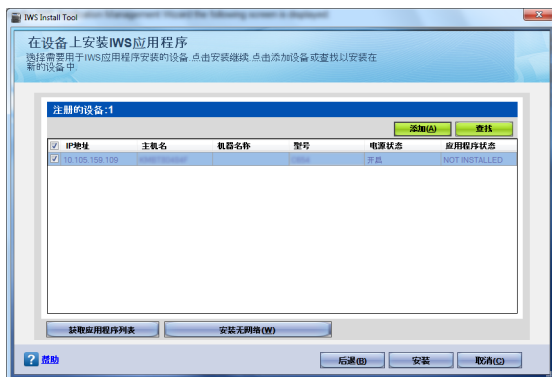 IWS Install Tool
在设备上安装IWS应用程序
选择需要用于IWS应用程序安装的设备.点击安装继续.点击添加设备或查找以安装在
新的设备中.
注册的设备:1
添加(A) 查找
IP地址 主机名 机器名称 型号 电源状态 应用程序状态
10.105.159.109 开启 NOT INSTALLED
获取应用程序列表 安装无网络(W)
帮助 后退(B) 安装 取消(C)